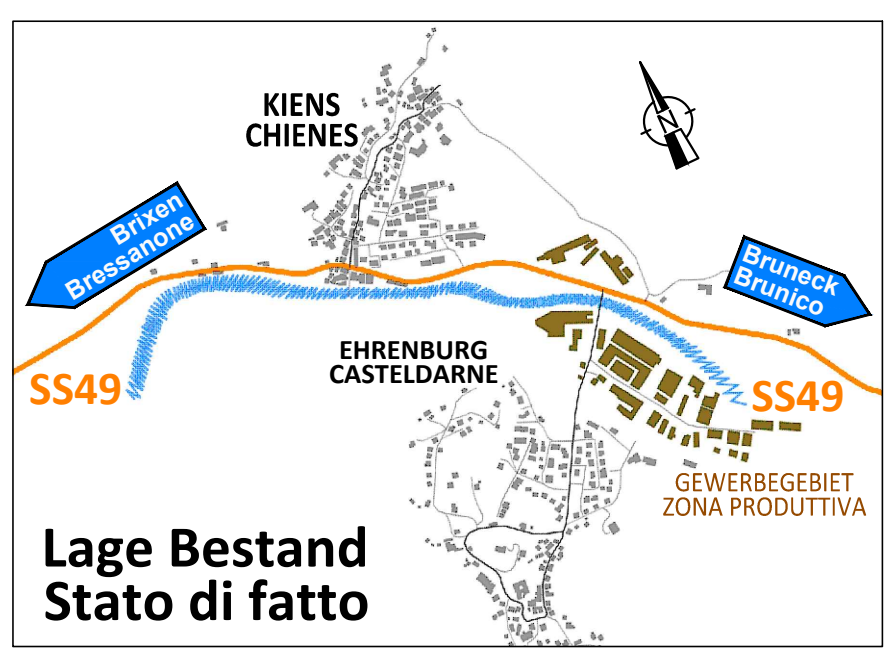 KIENS
CHIENES
N
Brixen
Bressanone
Bruneck
Brunico
EHRENBURG
CASTELDARNE
SS49
SS49
GEWERBEGEBIET
ZONA PRODUTTIVA
Lage Bestand
Stato di fatto